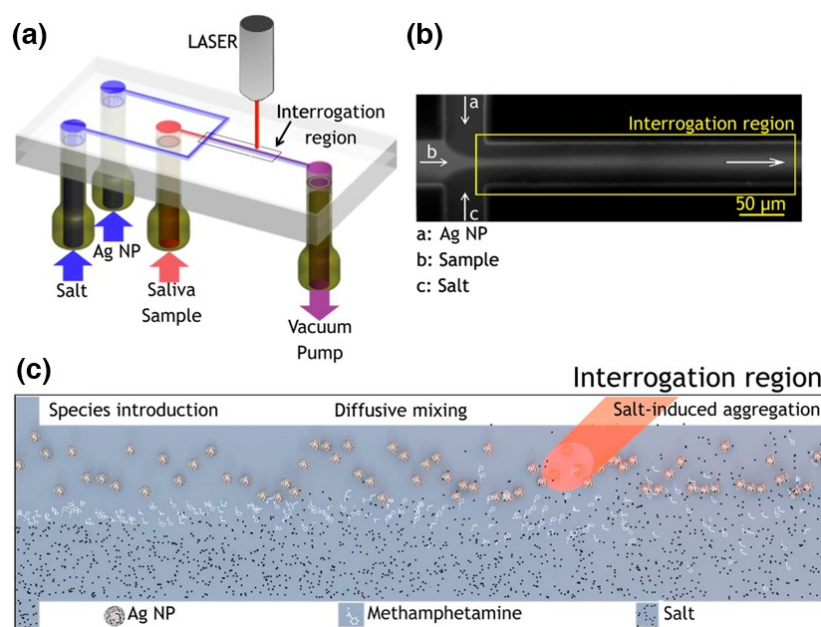 (a)
LASER
Interrogation
region
Ag NP
Salt
Saliva
Sample
Vacuum
Pump
(b)
a
Interrogation region
b
50 µm
c
a: Ag NP
b: Sample
c: Salt
(c)
Interrogation region
Species introduction
Diffusive mixing
Salt-induced aggregation
Ag NP
Methamphetamine
Salt